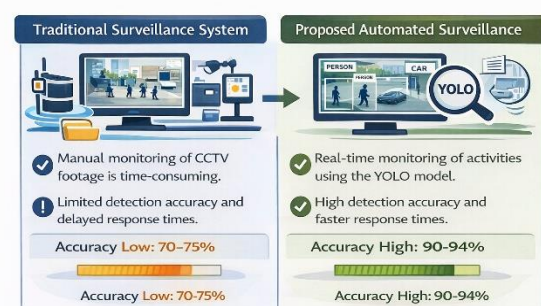 Traditional Surveillance System
Manual monitoring of CCTV
footage is time-consuming.
Limited detection accuracy and
delayed response times.
Accuracy Low: 70-75%
Accuracy Low: 70-75%
Proposed Automated Surveillance
PERSON
PERSON
CAR
YOLO
Real-time monitoring of activities
using the YOLO model.
High detection accuracy and
faster response times.
Accuracy High: 90-94%
Accuracy High: 90-94%